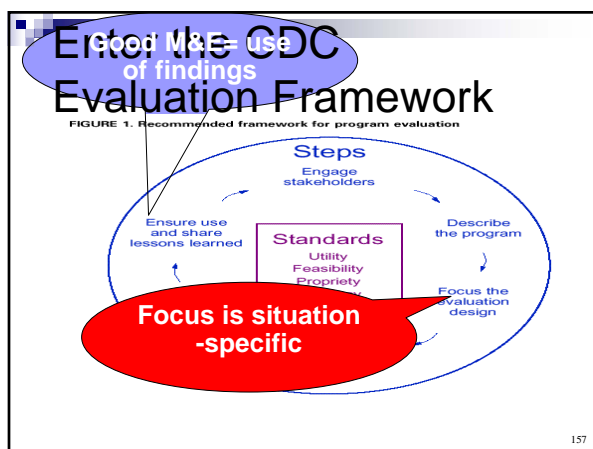 Enter the CDC
Evaluation Framework
Good M&E= use
of findings
FIGURE 1. Recommended framework for program evaluation
Steps
Engage
stakeholders
Ensure use
and share
lessons learned
Describe
the program
Standards
Utility
Feasibility
Propriety
Focus the
evaluation
design
Focus is situation
-specific
157